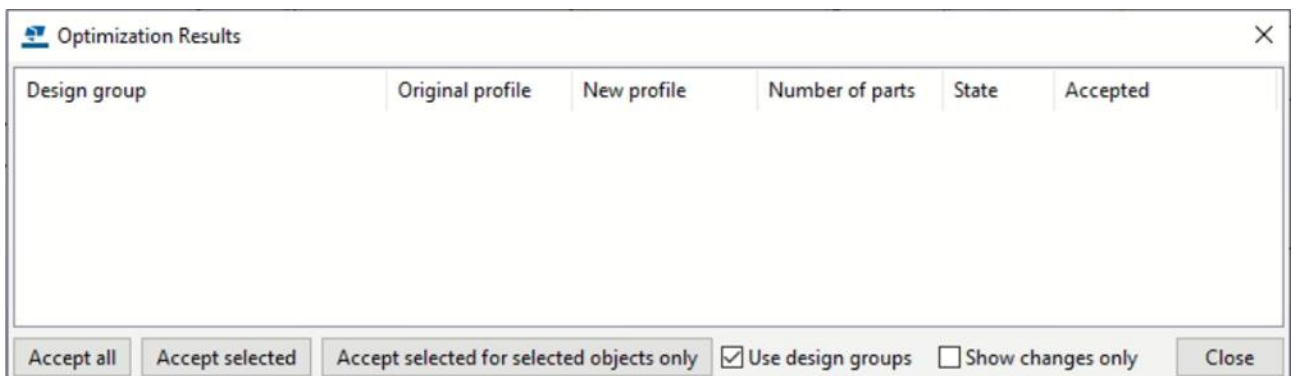 Optimization Results
Design group Original profile New profile Number of parts State Accepted
Accept all Accept selected Accept selected for selected objects only Use design groups Show changes only Close